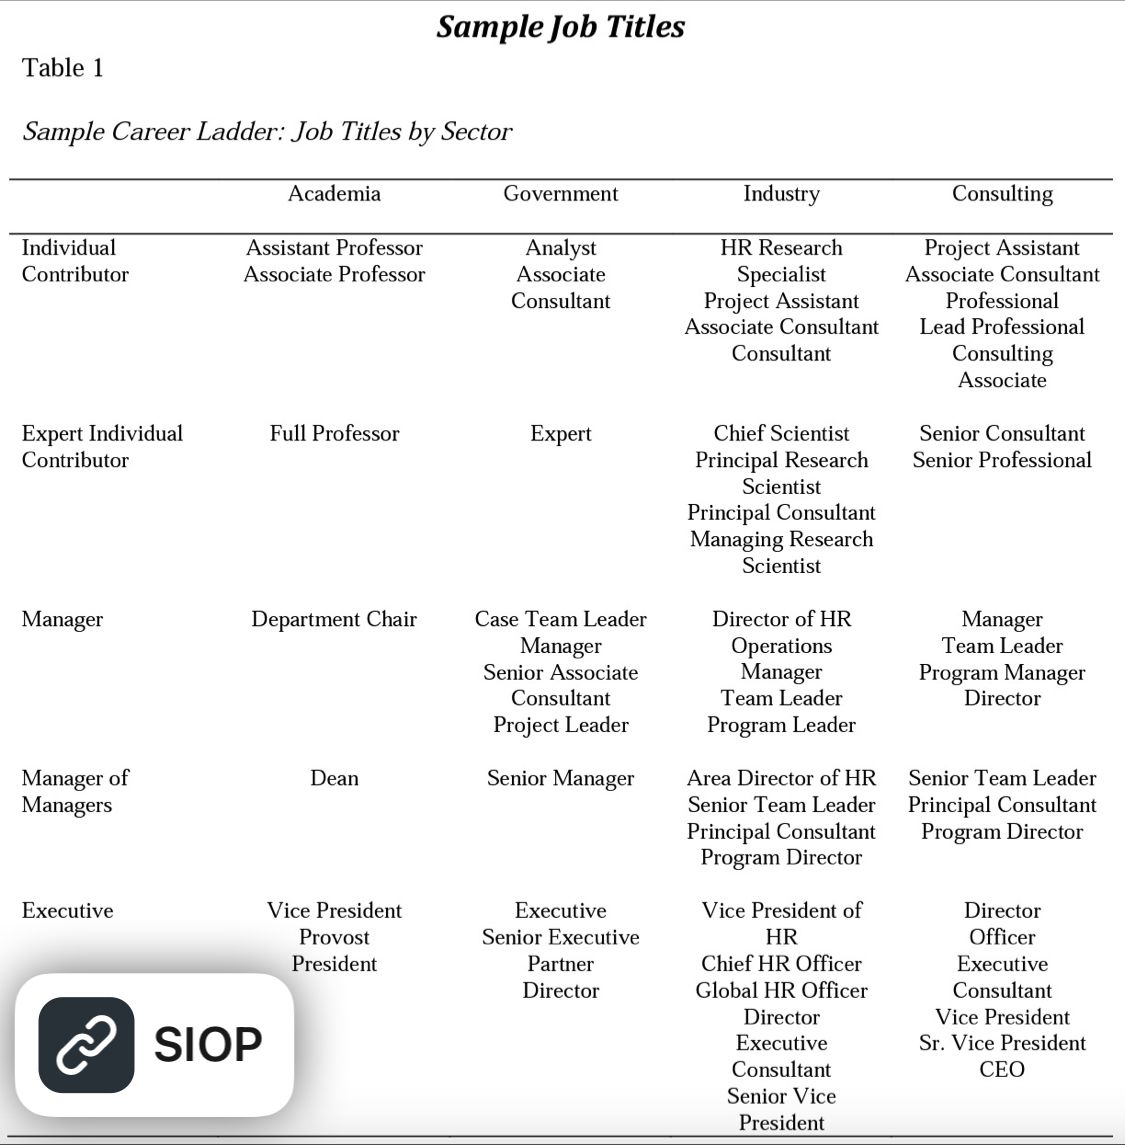 Sample Job Titles
Table 1
Sample Career Ladder: Job Titles by Sector
Academia Government Industry Consulting
Individual Assistant Professor Analyst HR Research Project Assistant
Contributor Associate Professor Associate Specialist Associate Consultant
Consultant Project Assistant Professional
Associate Consultant Lead Professional
Consultant Consulting
Associate
Expert Individual Full Professor Expert Chief Scientist Senior Consultant
Contributor Principal Research Senior Professional
Scientist
Principal Consultant
Managing Research
Scientist
Manager Department Chair Case Team Leader Director of HR Manager
Manager Operations Team Leader
Senior Associate Manager Program Manager
Consultant Team Leader Director
Project Leader Program Leader
Manager of Dean Senior Manager Area Director of HR Senior Team Leader
Managers Senior Team Leader Principal Consultant
Principal Consultant Program Director
Program Director
Executive Vice President Executive Vice President of Director
Provost Senior Executive HR Officer
President Partner Chief HR Officer Executive
Director Global HR Officer Consultant
Director Vice President
Executive Sr. Vice President
Consultant CEO
Senior Vice
President
SIOP